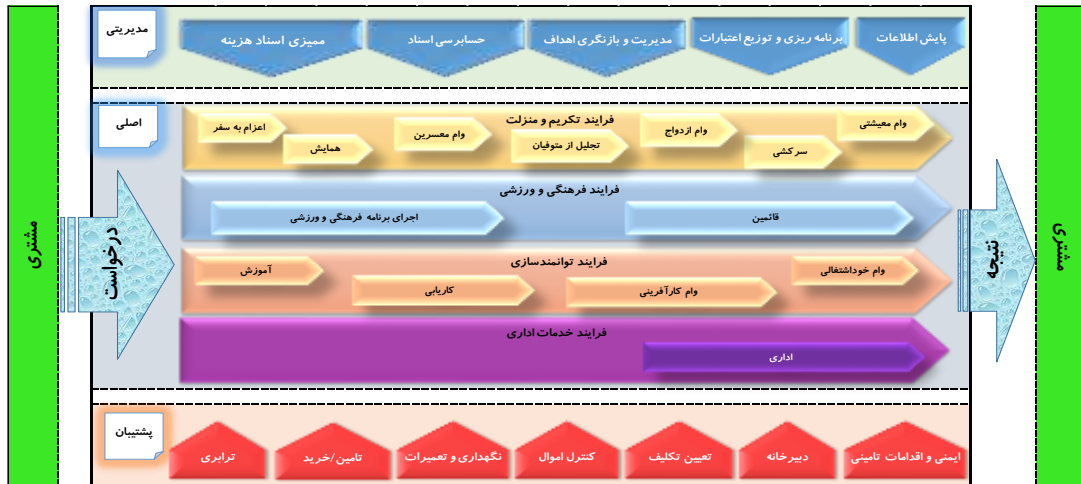 مدیریتی
پایش اطلاعات
برنامه ریزی و توزیع اعتبارات
مدیریت و بازنگری اهداف
حسابرسی اسناد
ممیزی اسناد هزینه
اصلی
فرایند تکریم و منزلت
وام معیشتی
سرکشی
وام ازدواج
تجلیل از متوفیان
وام معسرین
همایش
اعزام به سفر
فرایند فرهنگی و ورزشی
قائمین
اجرای برنامه فرهنگی و ورزشی
فرایند توانمندسازی
وام خوداشتغالی
وام کارآفرینی
کاریابی
آموزش
فرایند خدمات اداری
اداری
پشتیبان
ایمنی و اقدامات تامینی
دبیرخانه
تعیین تکلیف
کنترل اموال
نگهداری و تعمیرات
تامین/خرید
ترابری
مشتری
درخواست
نتیجه
مشتری